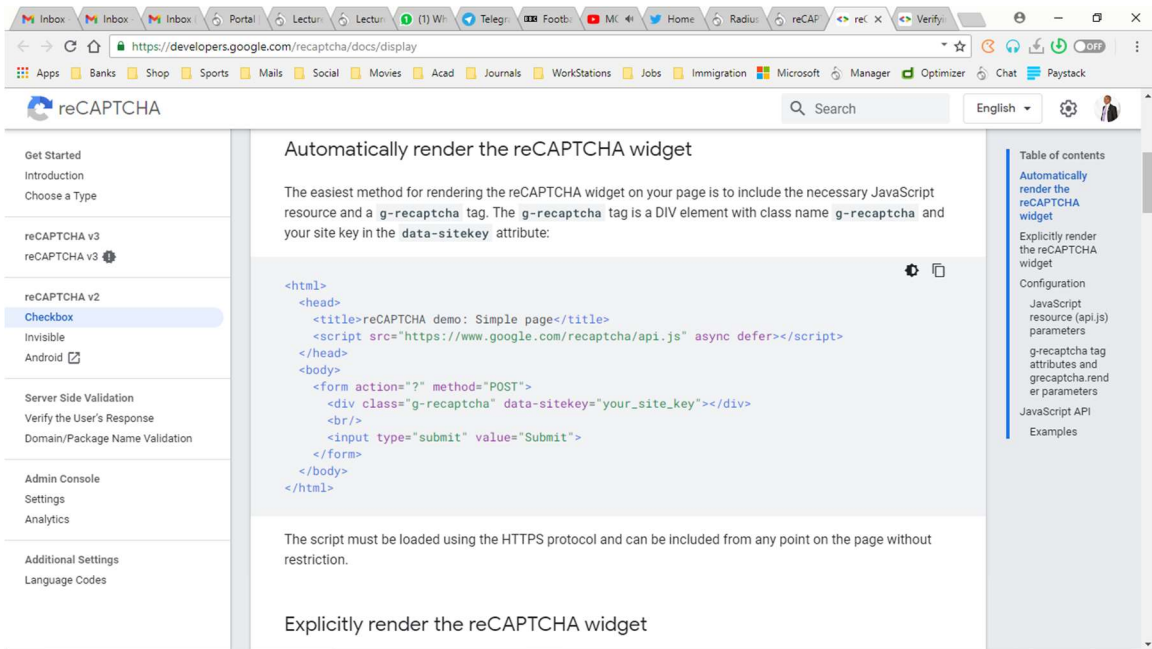 Inbox
Inbox
Inbox
Portal
Lecture
Lectur
(1) Wh
Telegra
Footba
MC
Home
Radius
reCAP
reC
Verifyi
https://developers.google.com/recaptcha/docs/display
OFF
Apps Banks Shop Sports Mails Social Movies Acad Journals WorkStations Jobs Immigration Microsoft Manager Optimizer Chat Paystack
reCAPTCHA
Search
English
Get Started
Introduction
Choose a Type
reCAPTCHA v3
reCAPTCHA v3
reCAPTCHA v2
Checkbox
Invisible
Android
Server Side Validation
Verify the User's Response
Domain/Package Name Validation
Admin Console
Settings
Analytics
Additional Settings
Language Codes
Automatically render the reCAPTCHA widget
The easiest method for rendering the reCAPTCHA widget on your page is to include the necessary JavaScript
resource and a g-recaptcha tag. The g-recaptcha tag is a DIV element with class name g-recaptcha and
your site key in the data-sitekey attribute:
<html>
<head>
<title>reCAPTCHA demo: Simple page</title>
<script src="https://www.google.com/recaptcha/api.js" async defer></script>
</head>
<body>
<form action="?" method="POST">
<div class="g-recaptcha" data-sitekey="your_site_key"></div>
<br/>
<input type="submit" value="Submit">
</form>
</body>
</html>
The script must be loaded using the HTTPS protocol and can be included from any point on the page without
restriction.
Explicitly render the reCAPTCHA widget
Table of contents
Automatically
render the
reCAPTCHA
widget
Explicitly render
the reCAPTCHA
widget
Configuration
JavaScript
resource (api.js)
parameters
g-recaptcha tag
attributes and
grecaptcha.rend
er parameters
JavaScript API
Examples